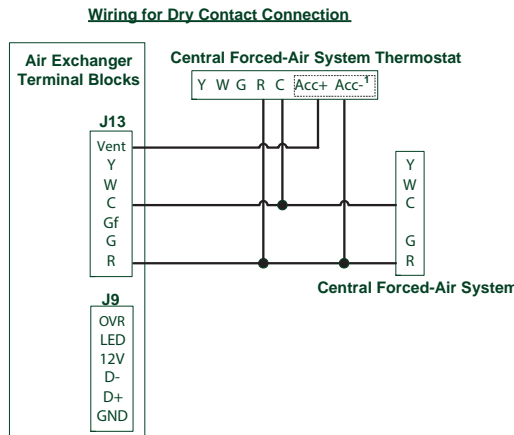 Wiring for Dry Contact Connection
Air Exchanger
Terminal Blocks
Central Forced-Air System Thermostat
Y W G R C Acc+ Acc-1
J13
Vent
Y
W
C
Gf
G
R
Y
W
C
G
R
Central Forced-Air System
J9
OVR
LED
12V
D-
D+
GND